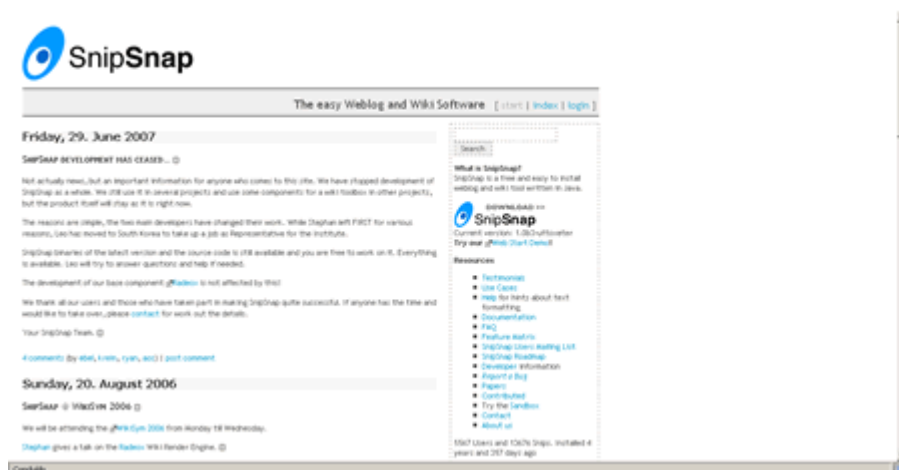 SnipSnap
The easy Weblog and Wiki Software [ start | index | login ]
Friday, 29. June 2007
SnipSnap development has ceased...
Not actually news, but an important information for anyone who comes to this site. We have stopped development of
SnipSnap as a whole. We still use it in several projects and use some components for a wiki toolbox in other projects,
but the product itself will stay as it is right now.
The reasons are simple, the two main developers have changed their work. While Stephan left FIRST for various
reasons, Leo has moved to South Korea to take up a job as Representative for the institute.
SnipSnap binaries of the latest version and the source code is still available and you are free to work on it. Everything
is available. Leo will try to answer questions and help if needed.
The development of our base component Radeox is not affected by this!
We thank all our users and those who have taken part in making SnipSnap quite successful. If anyone has the time and
would like to take over, please contact for work out the details.
Your SnipSnap Team.
4 comments (by ryan, | post comment
Sunday, 20. August 2006
SnipSnap @ WikiSym 2006
We will be attending the WikiSym 2006 from Monday till Wednesday.
Stephan gives a talk on the Radeox Wiki Render Engine.
Search
What is SnipSnap?
SnipSnap is a free and easy to install
weblog and wiki tool written in Java.
DOWNLOAD >>
SnipSnap
Current version:
Try our Web Start Demo!
Resources
Testimonials
Use Cases
Help for hints about text
formatting
Documentation
FAQ
Feature Matrix
SnipSnap Users Mailing List
SnipSnap Roadmap
Developer Information
Report a Bug
Papers
Contributed
Try the Sandbox
Contact
About us
Users and Snips. Installed 4
years and 357 days ago